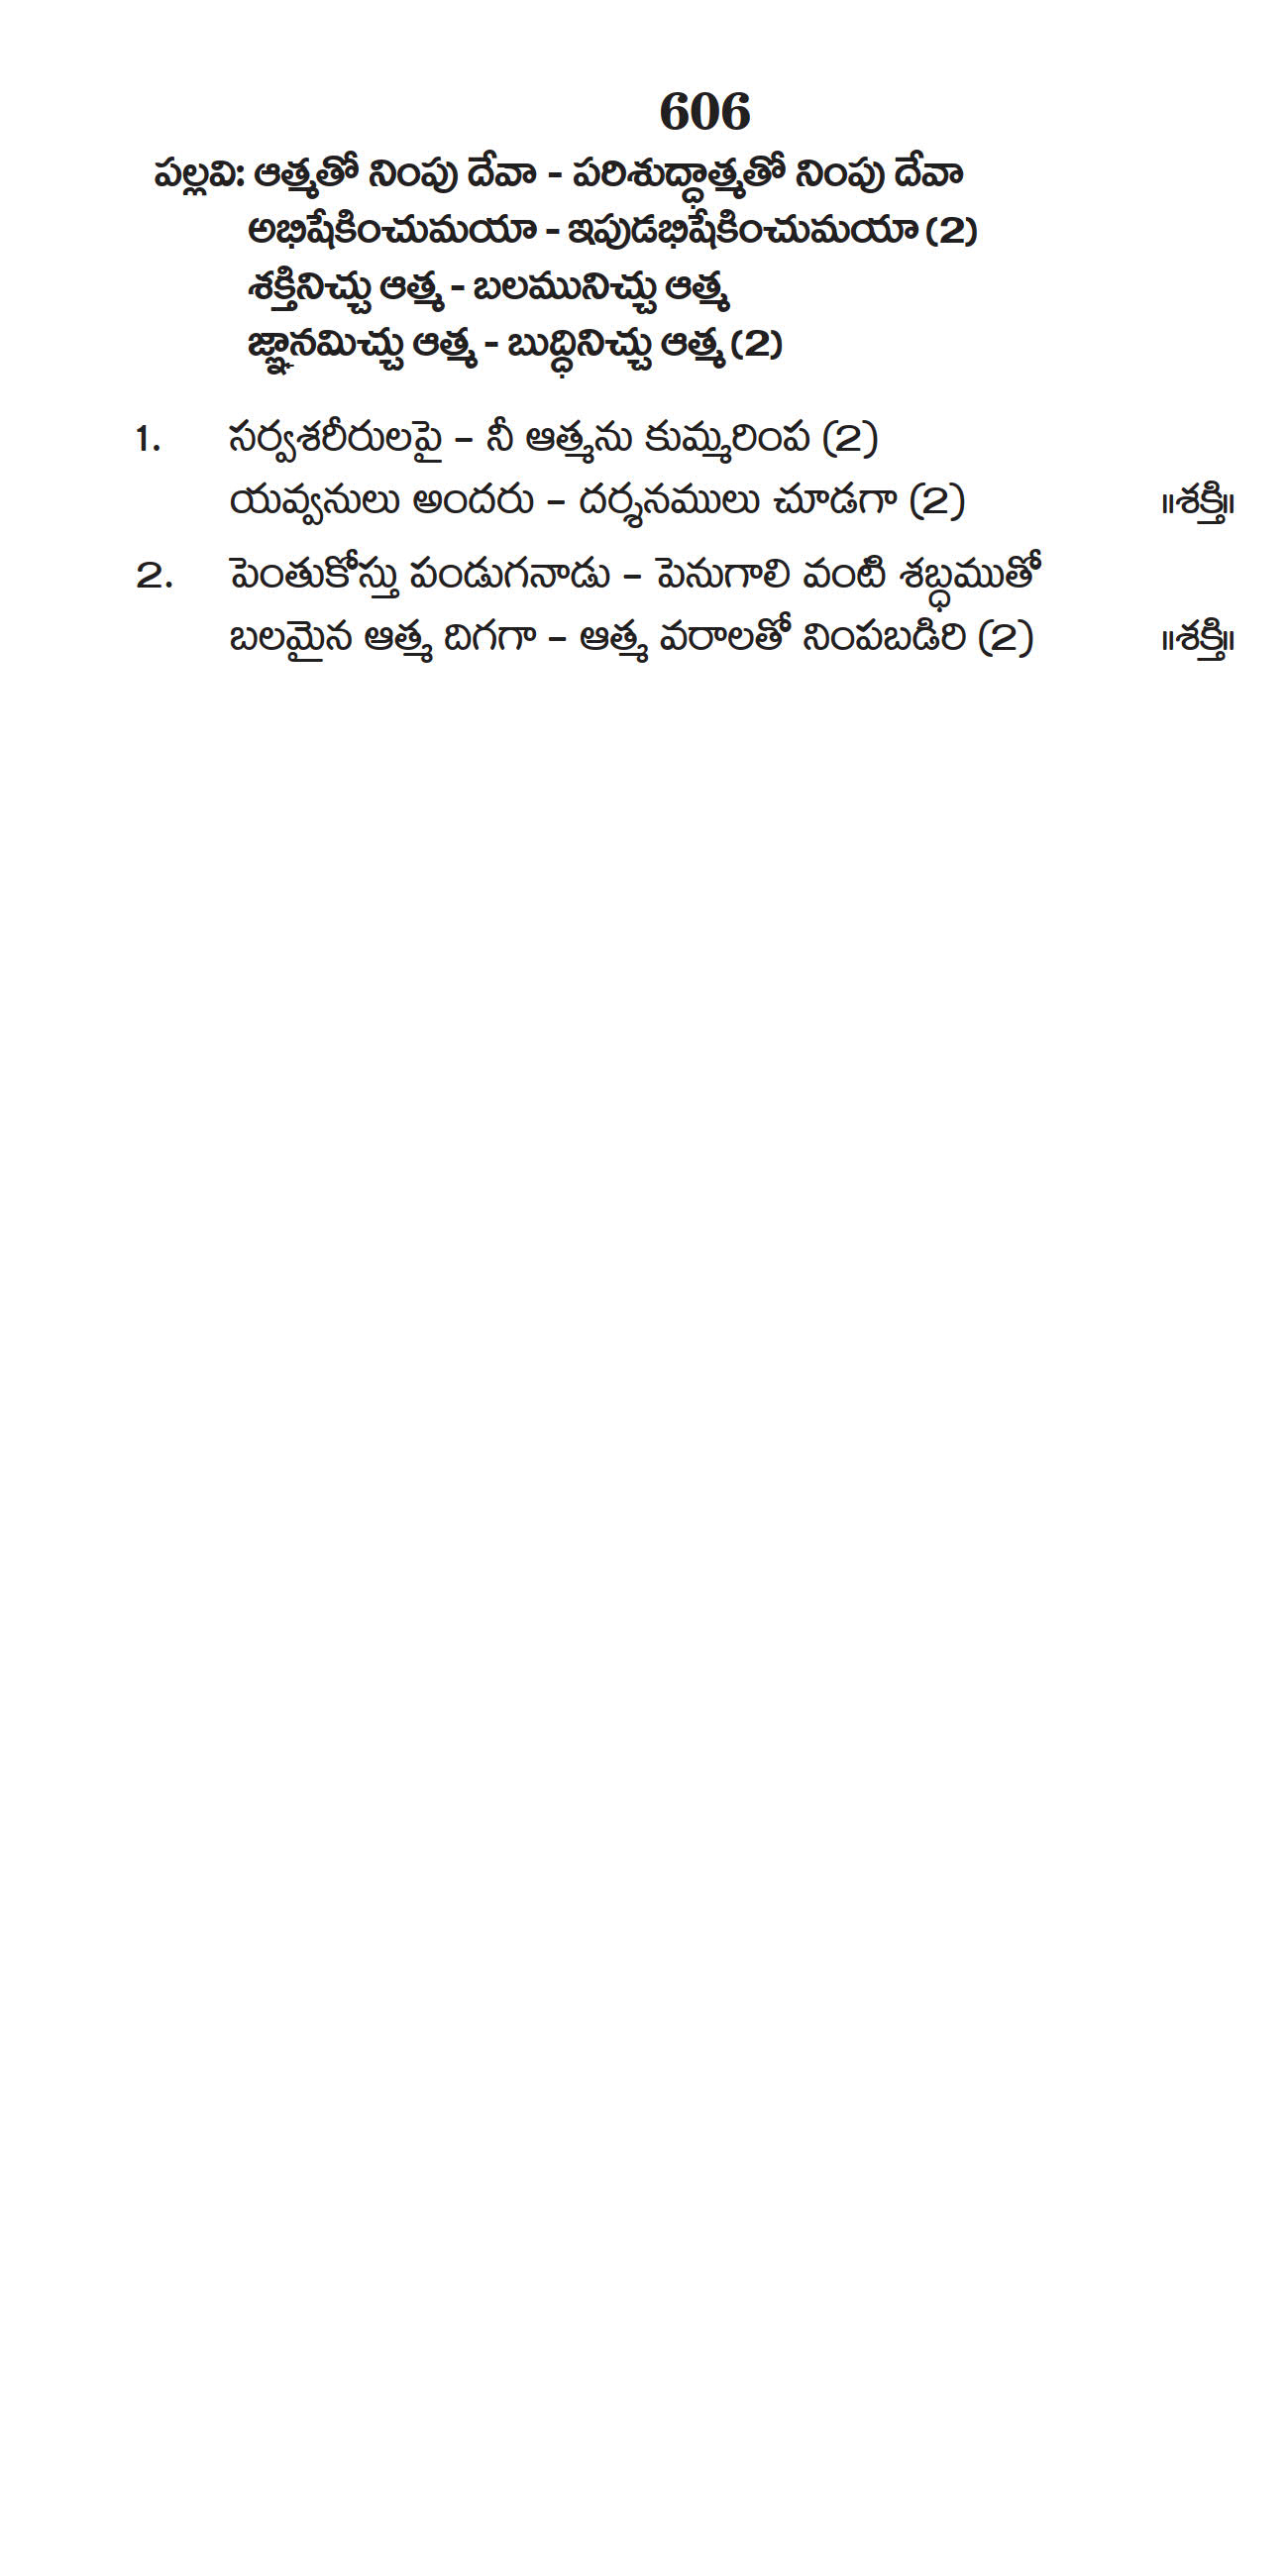 606
పల్లవి: ఆత్మతో నింపు దేవా - పరిశుద్ధాత్మతో నింపు దేవా
అభిషేకించుమయా - ఇపుడభిషేకించుమయా (2)
శక్తినిచ్చు ఆత్మ - బలమునిచ్చు ఆత్మ
జ్ఞానమిచ్చు ఆత్మ - బుద్ధినిచ్చు ఆత్మ (2)
1. సర్వశరీరులపై – నీ ఆత్మను కుమ్మరింప (2)
యవ్వనులు అందరు – దర్శనములు చూడగా (2) ॥శక్తి॥
2. పెంతుకోస్తు పండుగనాడు – పెనుగాలి వంటి శబ్ధముతో
బలమైన ఆత్మ దిగగా – ఆత్మ వరాలతో నింపబడిరి (2) ॥శక్తి॥